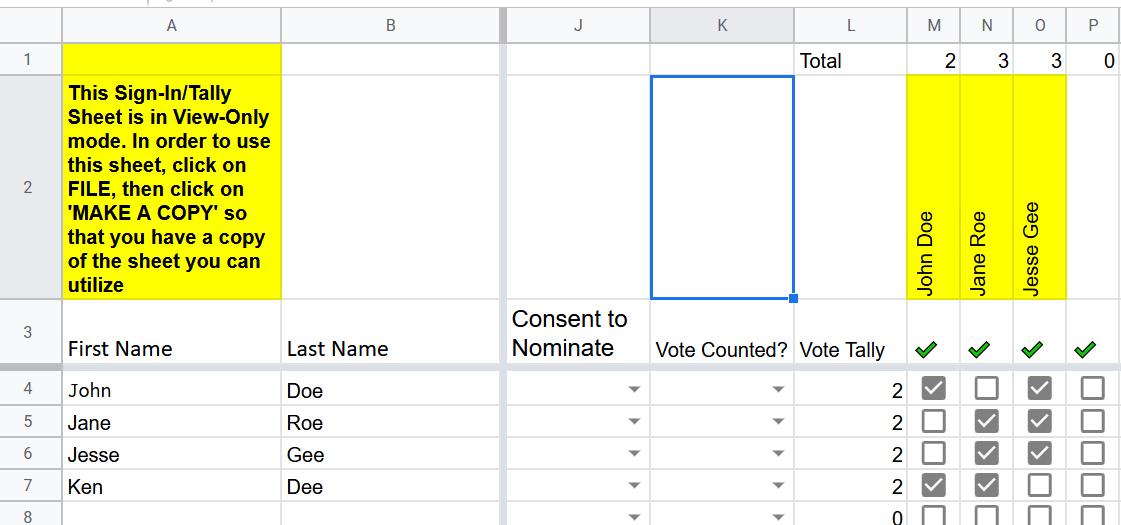 A B J K L M N O P
1 Total 2 3 3 0
2 This Sign-In/Tally
Sheet is in View-Only
mode. In order to use
this sheet, click on
FILE, then click on
'MAKE A COPY' so
that you have a copy
of the sheet you can
utilize
John Doe
Jane Roe
Jesse Gee
3 First Name Last Name Consent to
Nominate Vote Counted? Vote Tally
4 John Doe 2
5 Jane Roe 2
6 Jesse Gee 2
7 Ken Dee 2
8 0